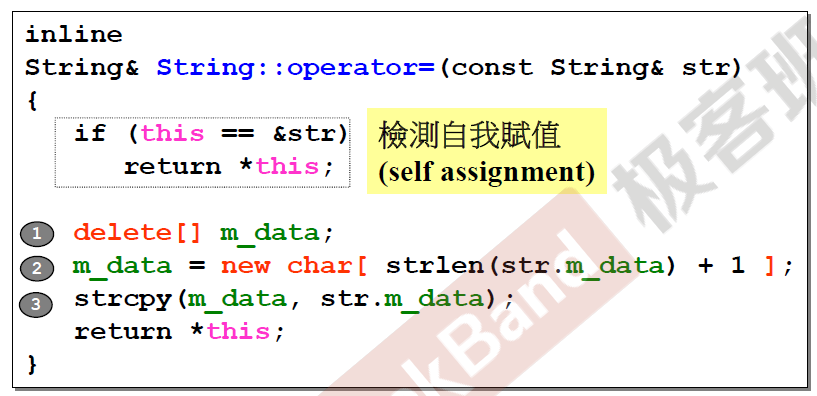 inline
String& String::operator=(const String& str)
{
if (this == &str)
return *this;
檢測自我賦值
(self assignment)
1 delete[] m_data;
2 m_data = new char[ strlen(str.m_data) + 1 ];
3 strcpy(m_data, str.m_data);
return *this;
}
kBand 极客班